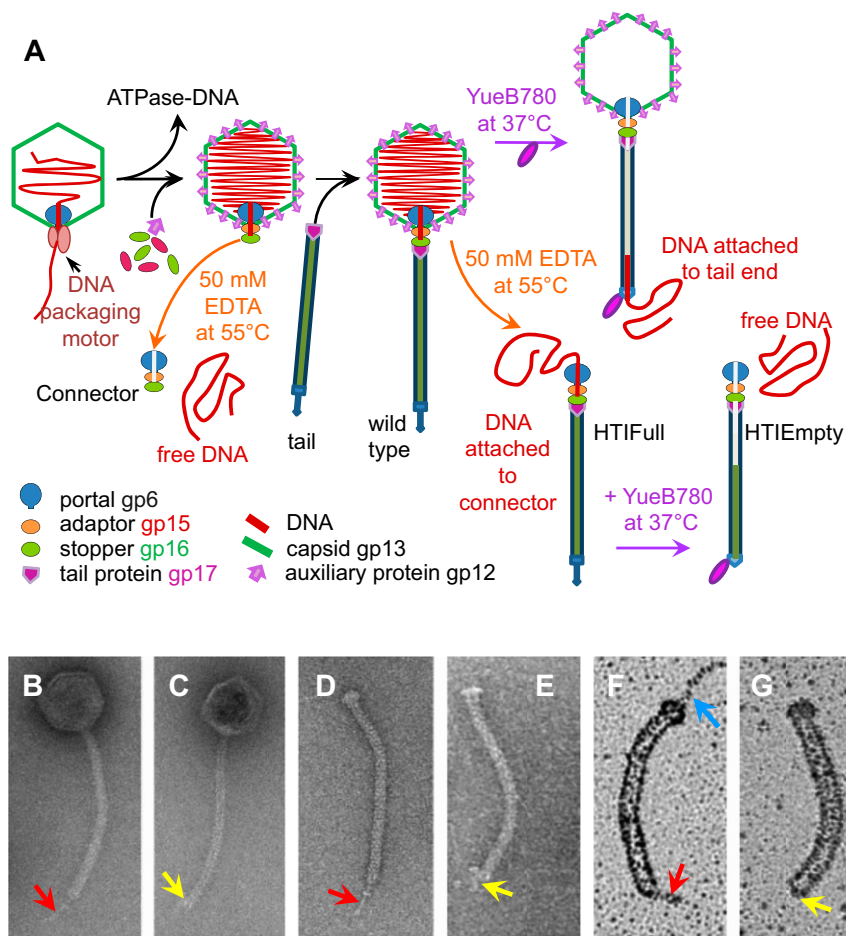 A
ATPase-DNA
YueB780
at 37°C
DNA
packaging
motor
50 mM
EDTA
at 55°C
Connector
free DNA
tail
wild
type
50 mM EDTA
at 55°C
DNA attached
to tail end
free DNA
DNA
attached
to
connector
HTIFull
HTIEmpty
+ YueB780
at 37°C
portal gp6
adaptor gp15
stopper gp16
tail protein gp17
DNA
capsid gp13
auxiliary protein gp12
B
C
D
E
F
G